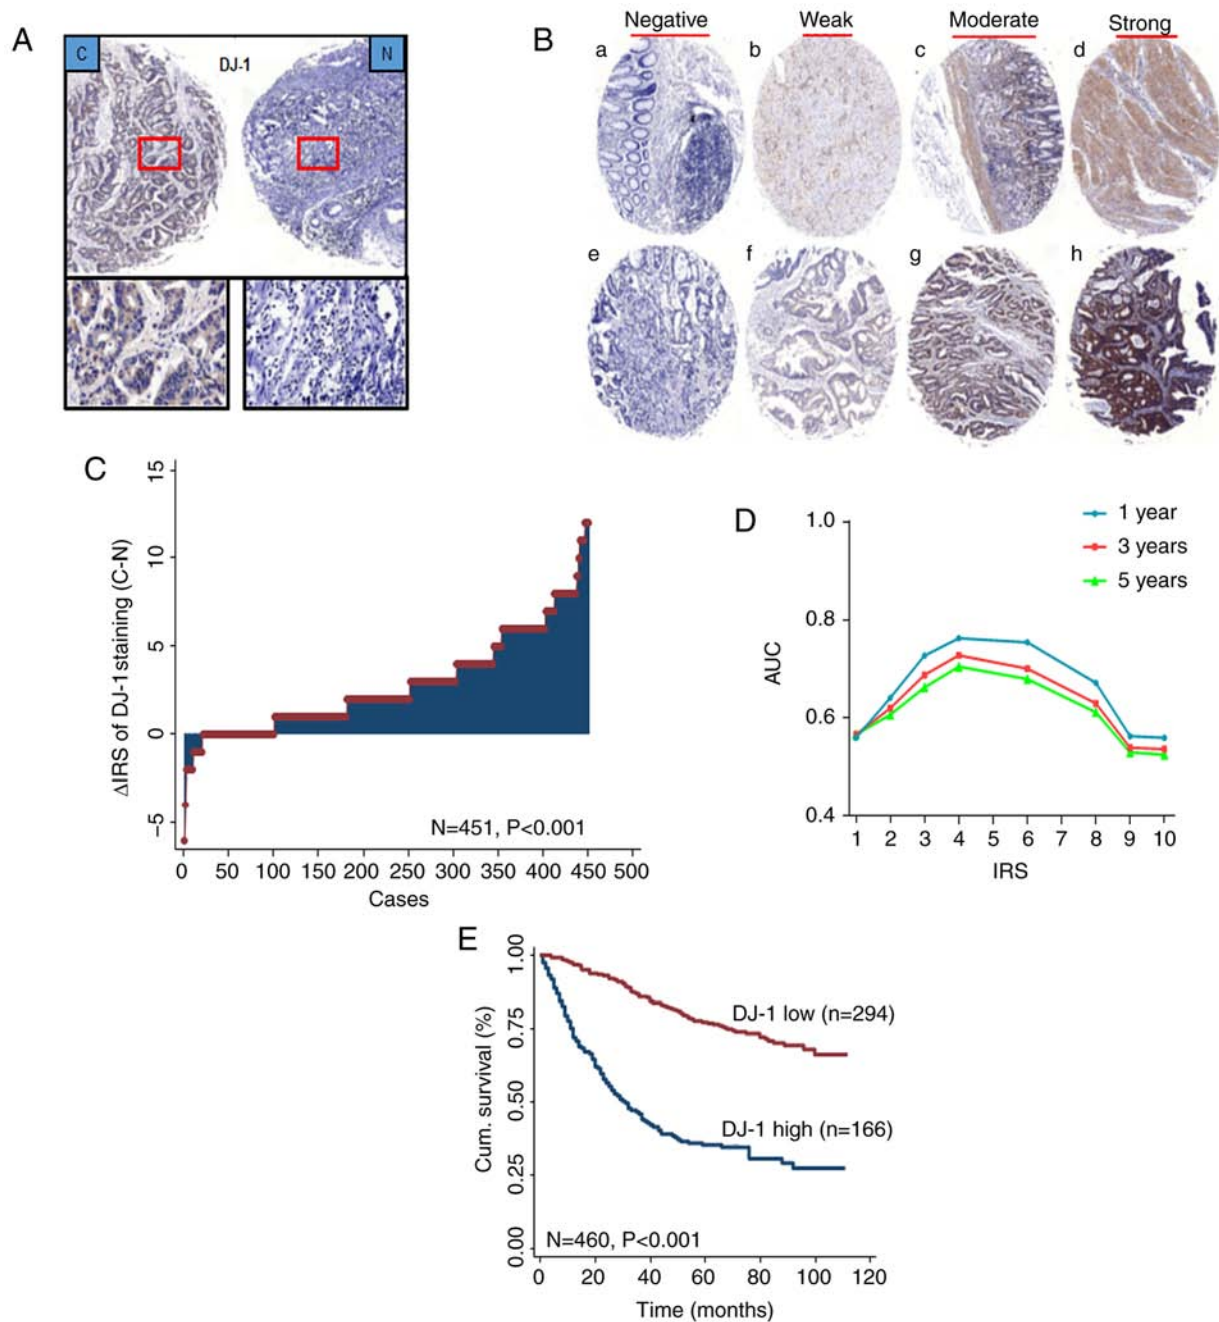 A
C
DJ-1
N
B
Negative
Weak
Moderate
Strong
a
b
c
d
e
f
g
h
C
ΔIRS of DJ-1 staining (C-N)
15
10
5
0
−5
N=451, P<0.001
0 50 100 150 200 250 300 350 400 450 500
Cases
D
1 year
3 years
5 years
AUC
1.0
0.8
0.6
0.4
1 2 3 4 5 6 7 8 9 10
IRS
E
Cum. survival (%)
1.00
0.75
0.50
0.25
0.00
DJ-1 low (n=294)
DJ-1 high (n=166)
N=460, P<0.001
0 20 40 60 80 100 120
Time (months)